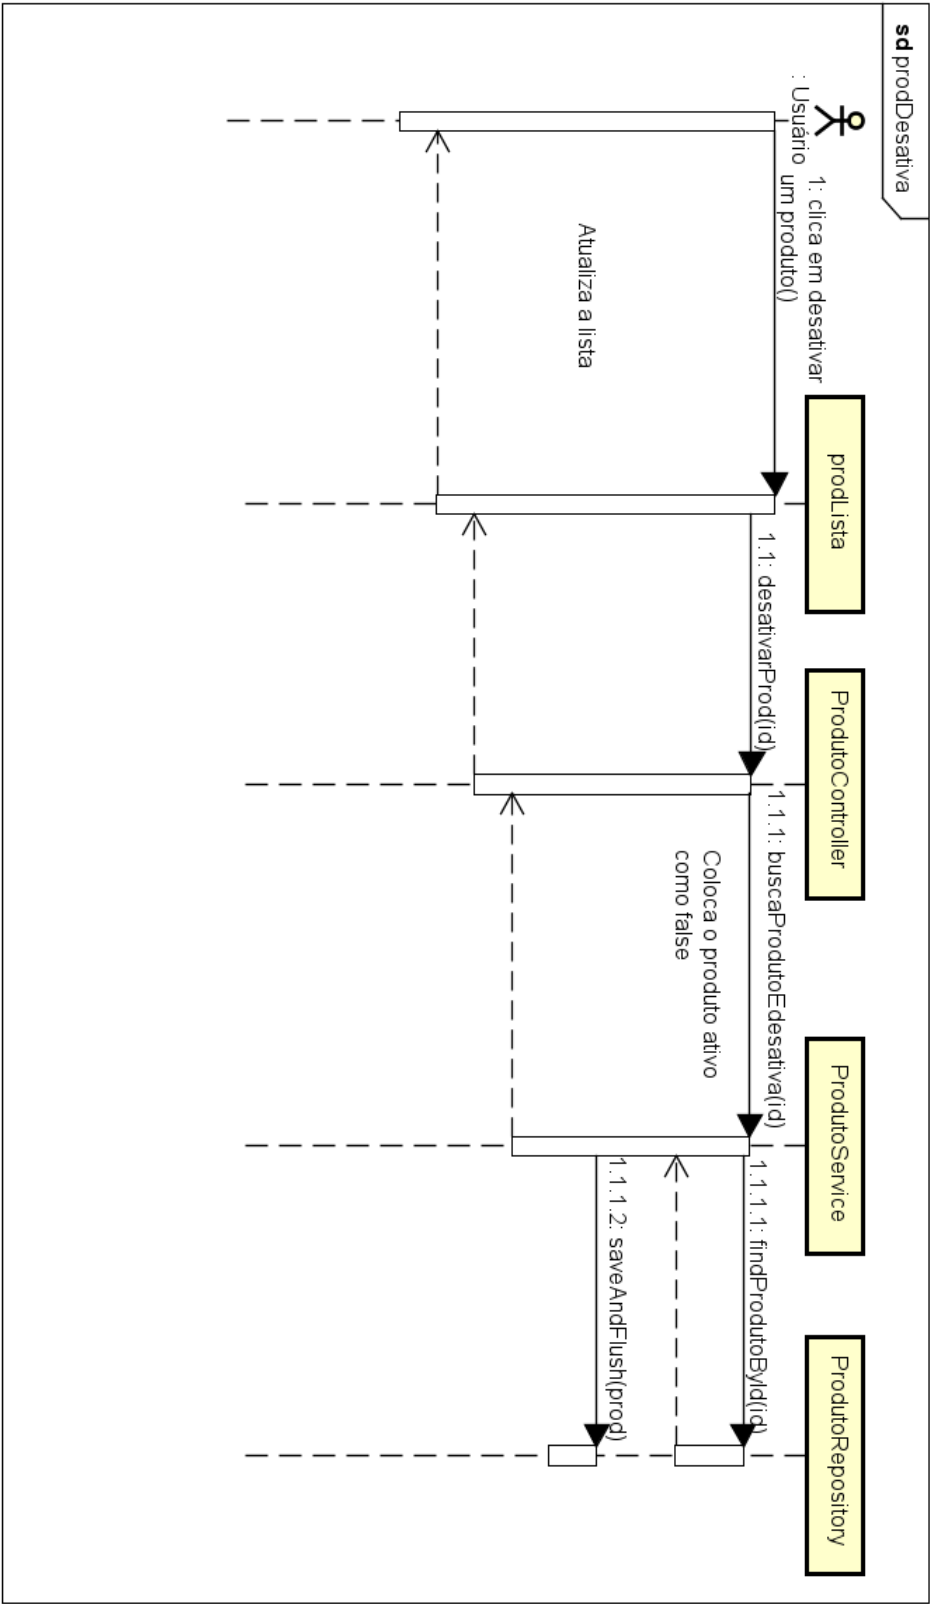 sd prodDesativa
: Usuário
prodLista
ProdutoController
ProdutoService
ProdutoRepository
1: clica em desativar
um produto()
1.1: desativarProd(id)
1.1.1: buscaProdutoEdesativa(id)
1.1.1.1: findProdutoById(id)
Coloca o produto ativo
como false
1.1.1.2: saveAndFlush(prod)
Atualiza a lista